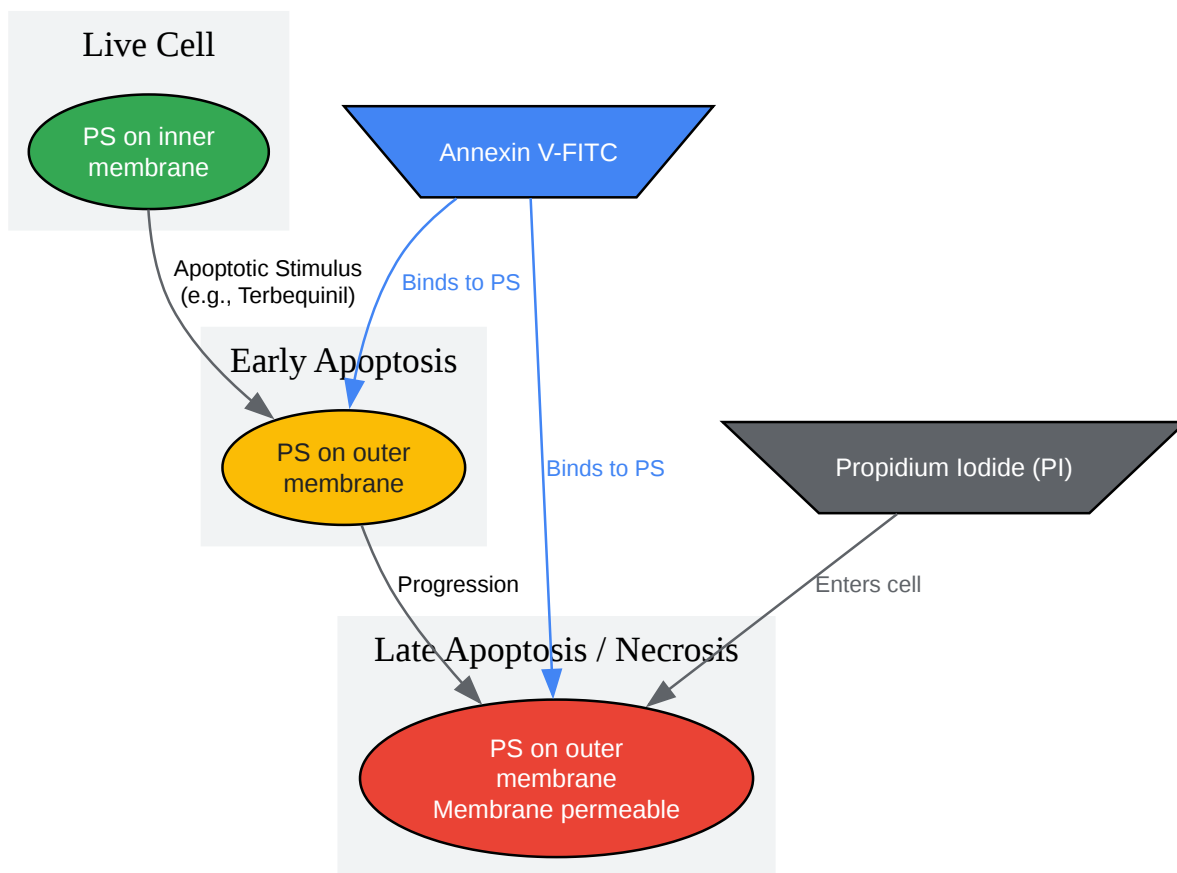 Live Cell
PS on inner
membrane
Annexin V-FITC
Apoptotic Stimulus
(e.g., Terbequinil)
Binds to PS
Early Apoptosis
PS on outer
membrane
Binds to PS
Propidium Iodide (PI)
Progression
Enters cell
Late Apoptosis / Necrosis
PS on outer
membrane
Membrane permeable